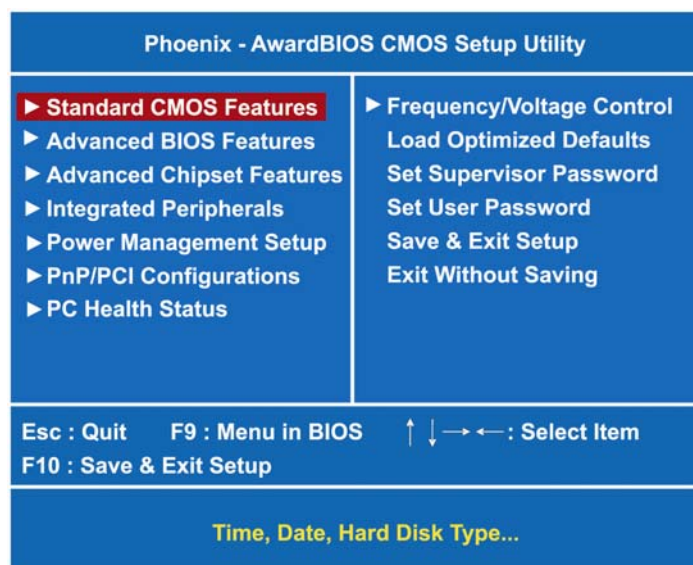 Phoenix - AwardBIOS CMOS Setup Utility
► Standard CMOS Features
► Advanced BIOS Features
► Advanced Chipset Features
► Integrated Peripherals
► Power Management Setup
► PnP/PCI Configurations
► PC Health Status
► Frequency/Voltage Control
Load Optimized Defaults
Set Supervisor Password
Set User Password
Save & Exit Setup
Exit Without Saving
Esc : Quit F9 : Menu in BIOS ↑ ↓ → ← : Select Item
F10 : Save & Exit Setup
Time, Date, Hard Disk Type...